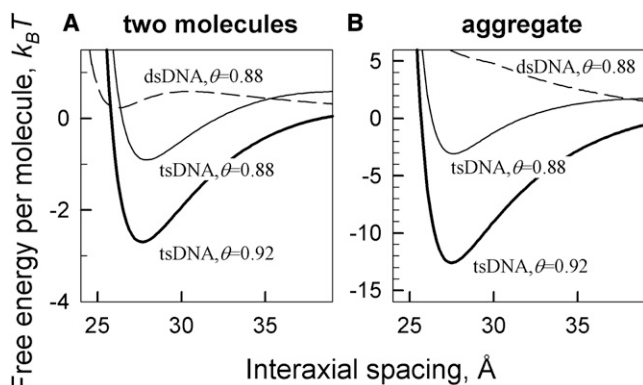 A two molecules
B aggregate
Free energy per molecule, k_BT
dsDNA, θ=0.88
tsDNA, θ=0.88
tsDNA, θ=0.92
0
-2
-4
25 30 35
dsDNA, θ=0.88
tsDNA, θ=0.88
tsDNA, θ=0.92
5
0
-5
-10
-15
25 30 35
Interaxial spacing, Å